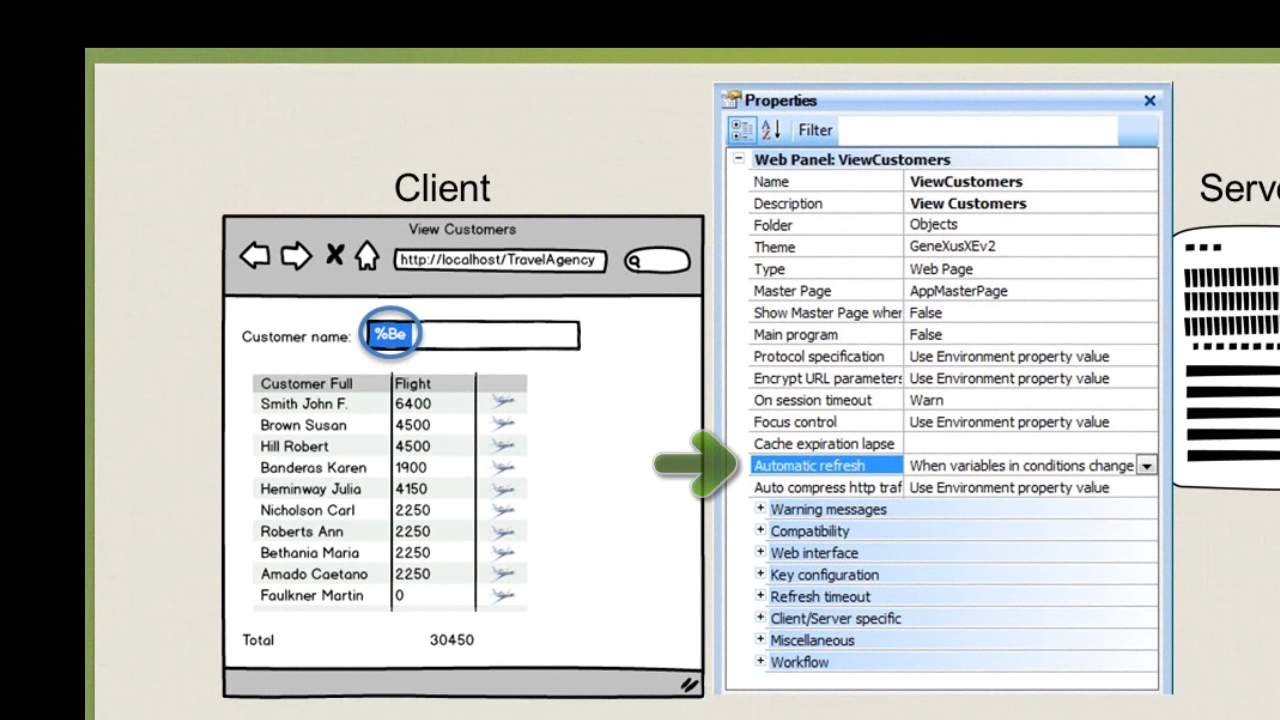 Client
View Customers
http://localhost/TravelAgency
Customer name: %Be
Customer Full Flight
Smith John F. 6400
Brown Susan 4500
Hill Robert 4500
Banderas Karen 1900
Heminway Julia 4150
Nicholson Carl 2250
Roberts Ann 2250
Bethania Maria 2250
Amado Caetano 2250
Faulkner Martin 0
Total 30450
Properties
Filter
Web Panel: ViewCustomers
Name ViewCustomers
Description View Customers
Folder Objects
Theme GeneXusXEv2
Type Web Page
Master Page AppMasterPage
Show Master Page wher False
Main program False
Protocol specification Use Environment property value
Encrypt URL parameters Use Environment property value
On session timeout Warn
Focus control Use Environment property value
Cache expiration lapse
Automatic refresh When variables in conditions change
Auto compress http traf Use Environment property value
Warning messages
Compatibility
Web interface
Key configuration
Refresh timeout
Client/Server specific
Miscellaneous
Workflow
Serve